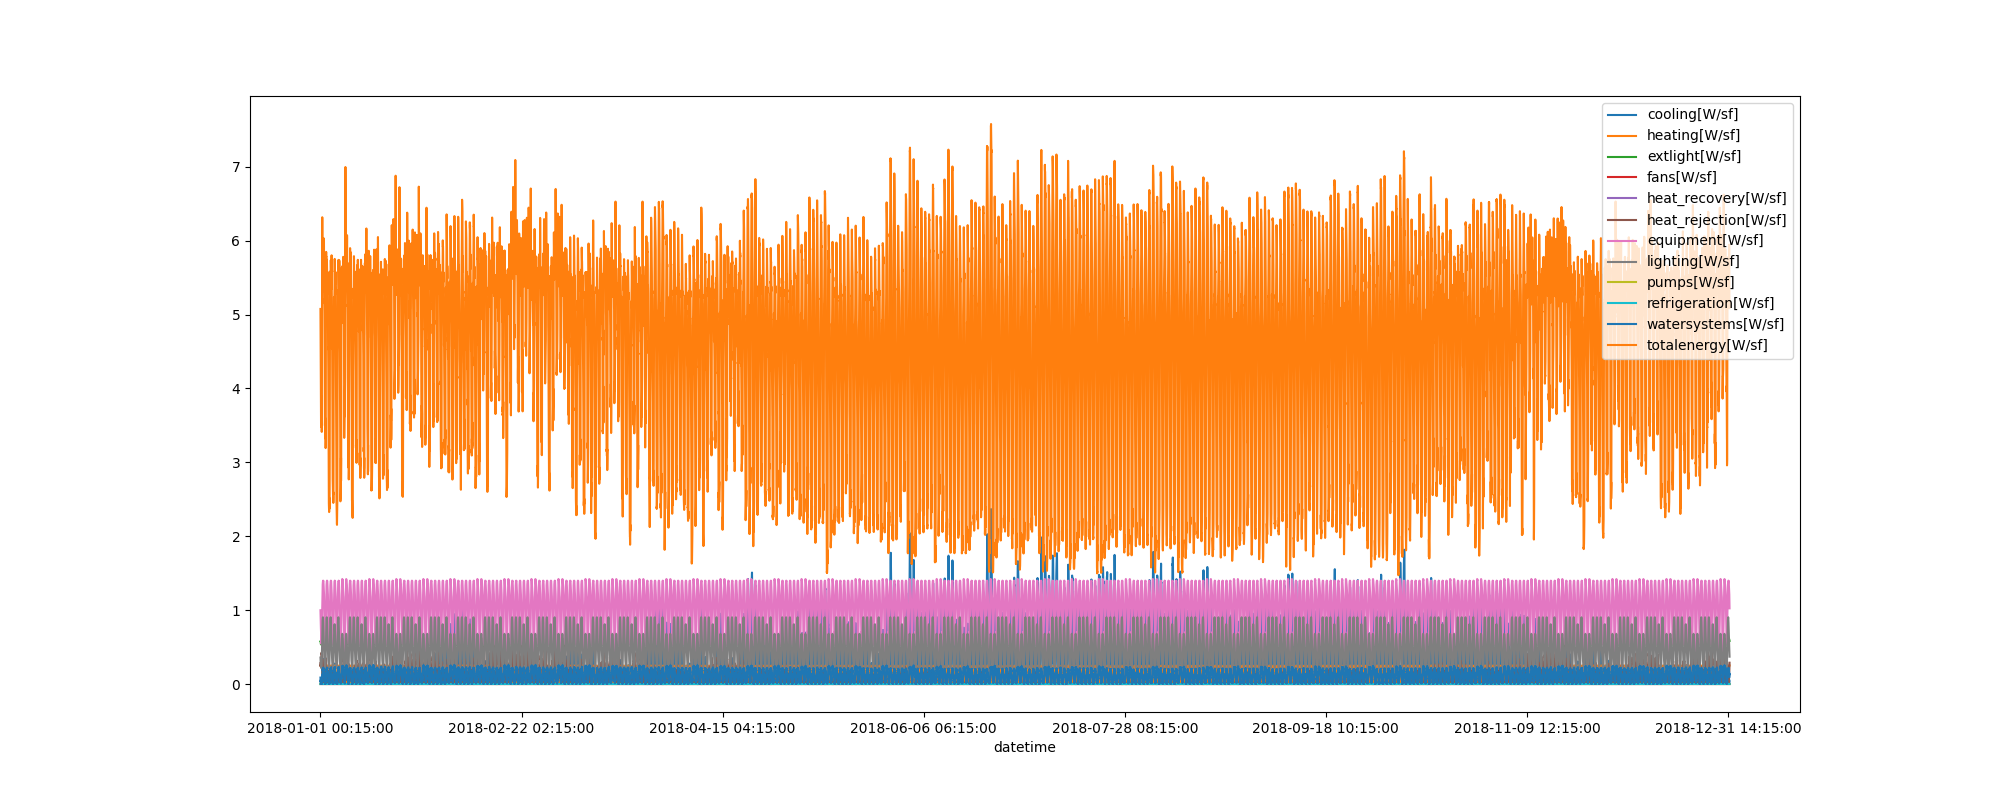 7
6
5
4
3
2
1
0
cooling[W/sf]
heating[W/sf]
extlight[W/sf]
fans[W/sf]
heat_recovery[W/sf]
heat_rejection[W/sf]
equipment[W/sf]
lighting[W/sf]
pumps[W/sf]
refrigeration[W/sf]
watersystems[W/sf]
totalenergy[W/sf]
2018-01-01 00:15:00 2018-02-22 02:15:00 2018-04-15 04:15:00 2018-06-06 06:15:00 2018-07-28 08:15:00 2018-09-18 10:15:00 2018-11-09 12:15:00 2018-12-31 14:15:00
datetime